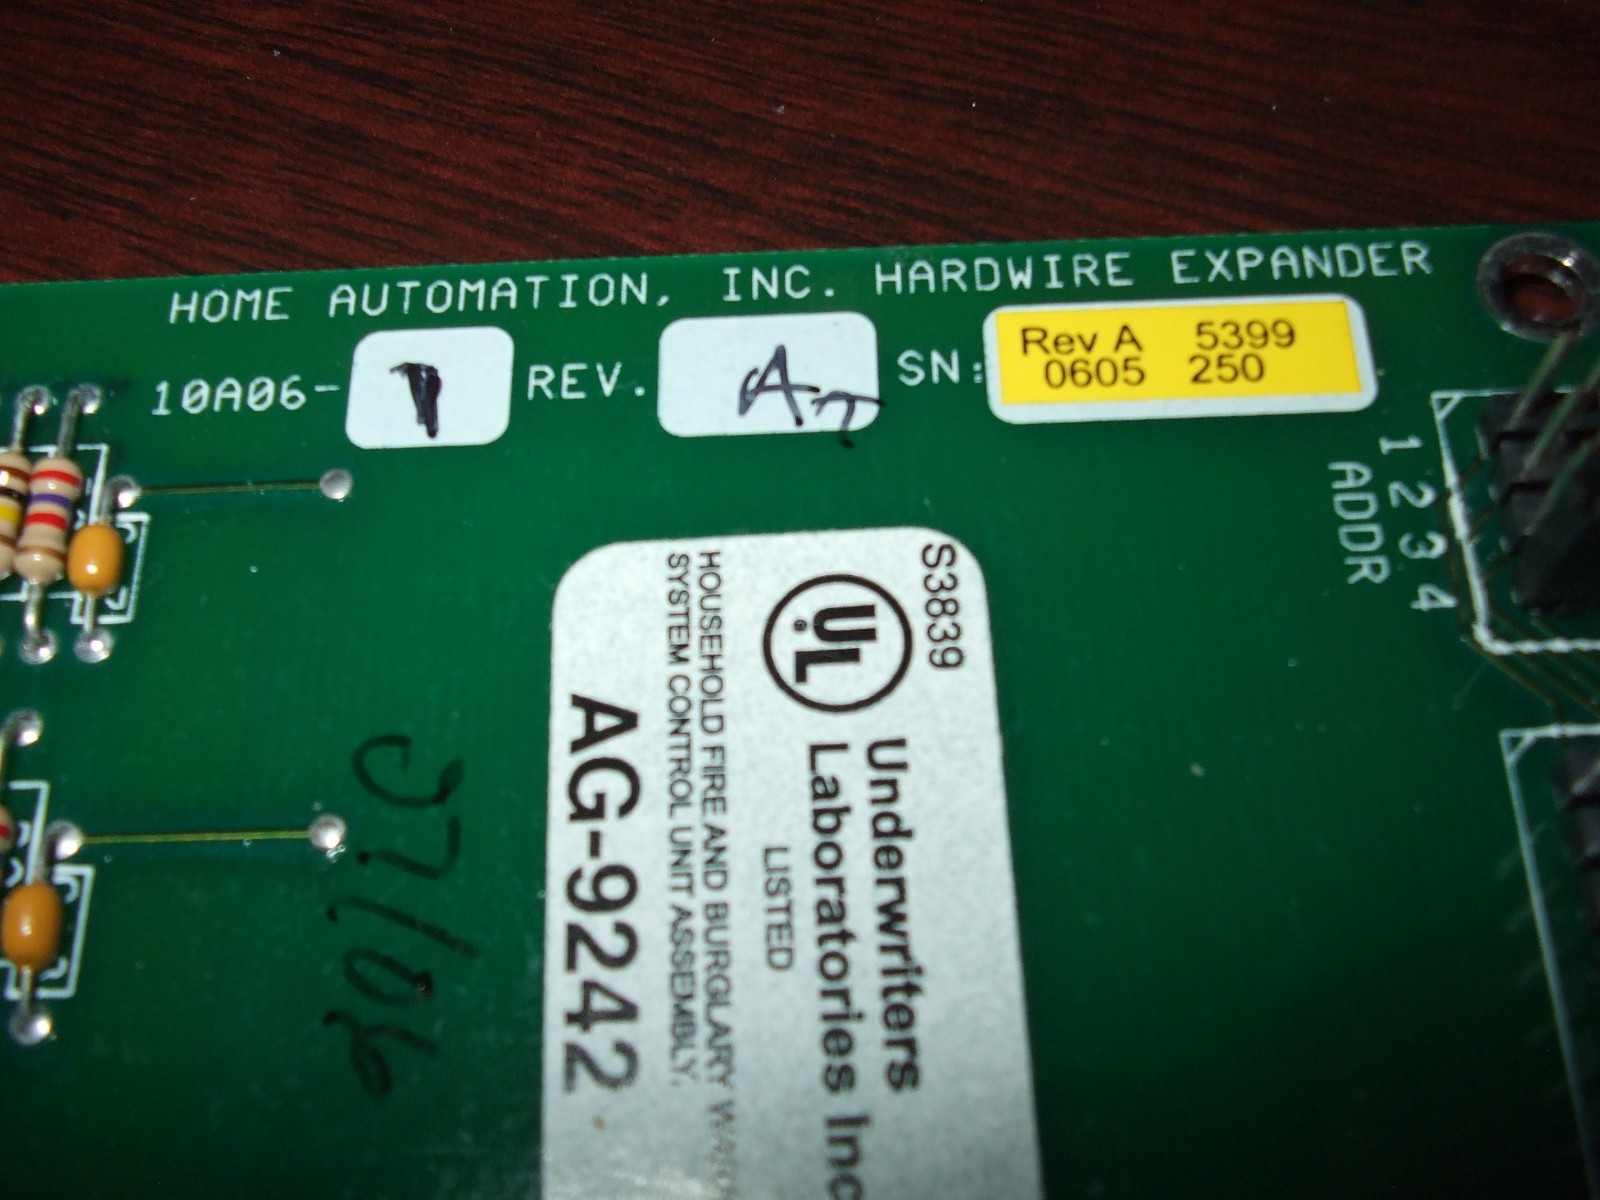 HOME AUTOMATION, INC. HARDWIRE EXPANDER
10A06-1 REV. A SN:
Rev A 5399
0605 250
1 2 3 4
ADDR
S3839
UL
Underwriters
Laboratories Inc
LISTED
HOUSEHOLD FIRE AND BURGLARY
SYSTEM CONTROL UNIT ASSEMBLY.
AG-9242